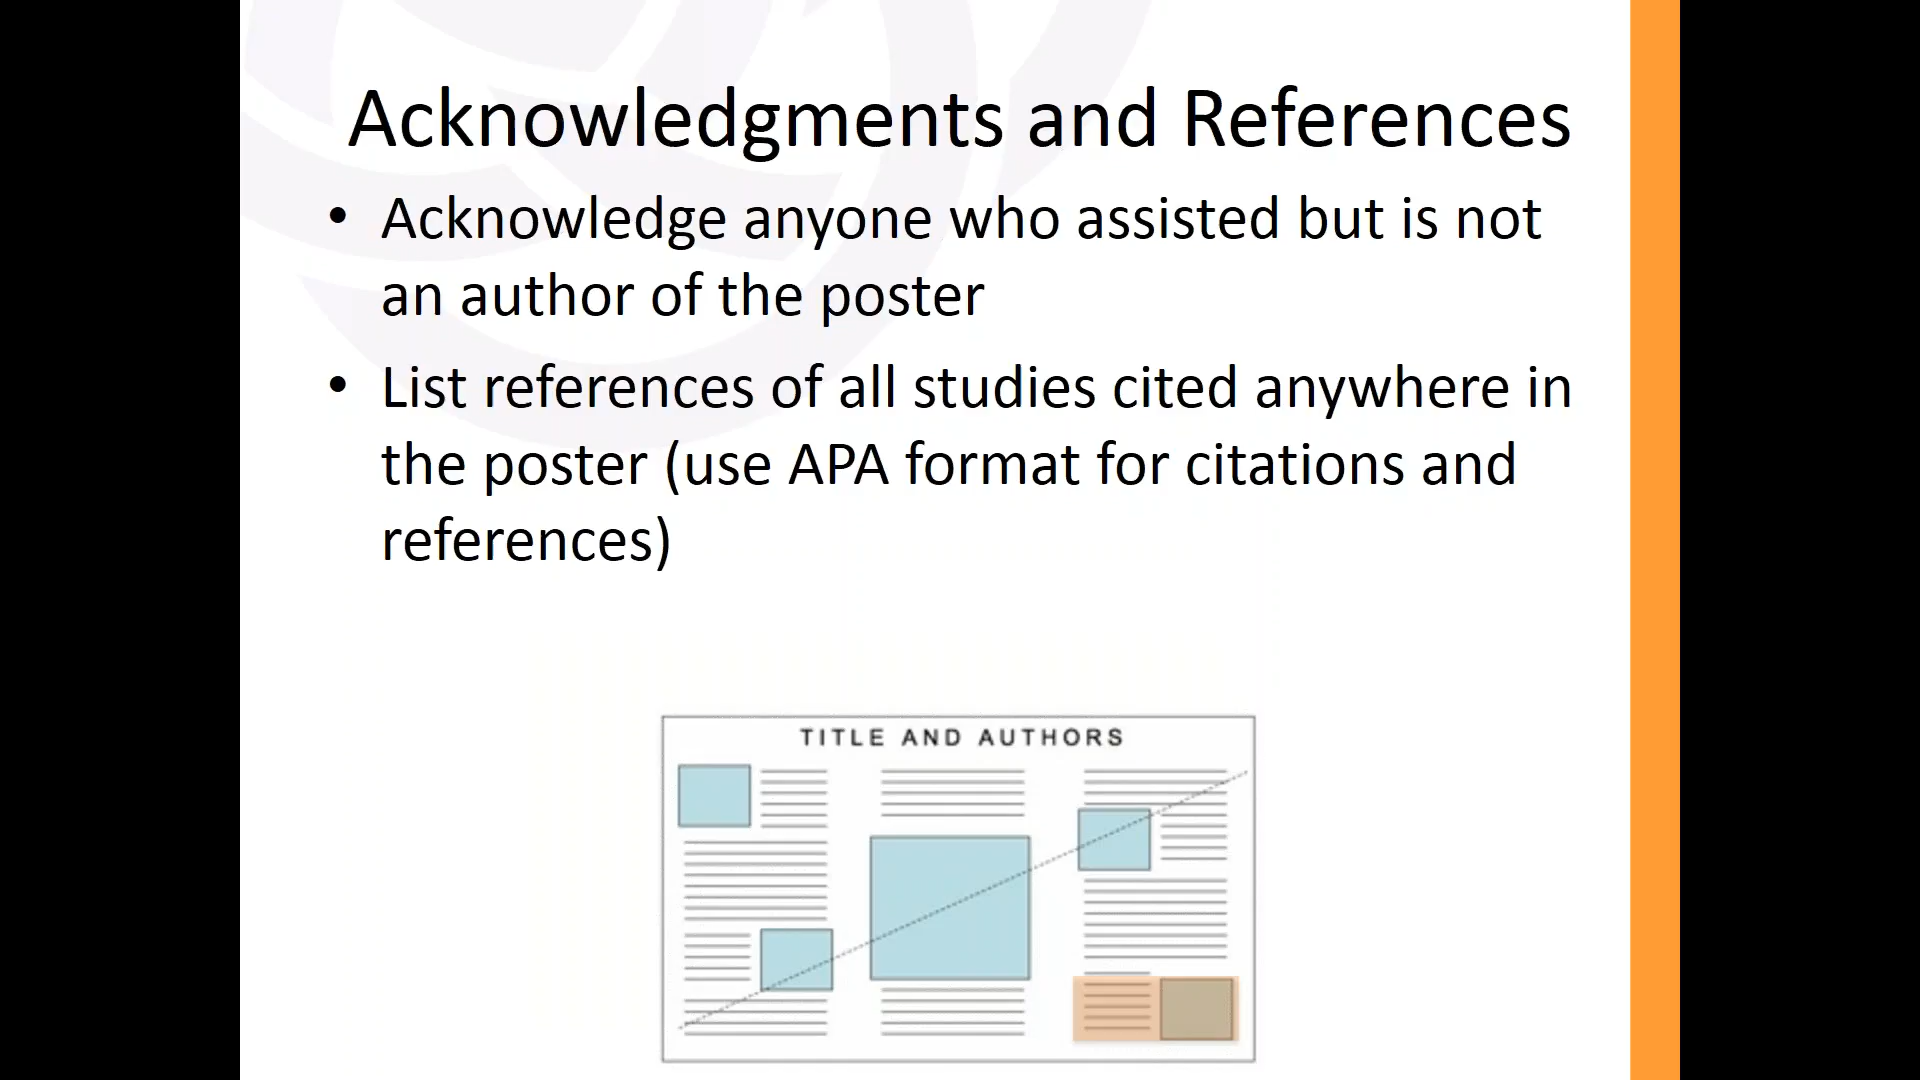 Acknowledgments and References
• Acknowledge anyone who assisted but is not
an author of the poster
• List references of all studies cited anywhere in
the poster (use APA format for citations and
references)
TITLE AND AUTHORS